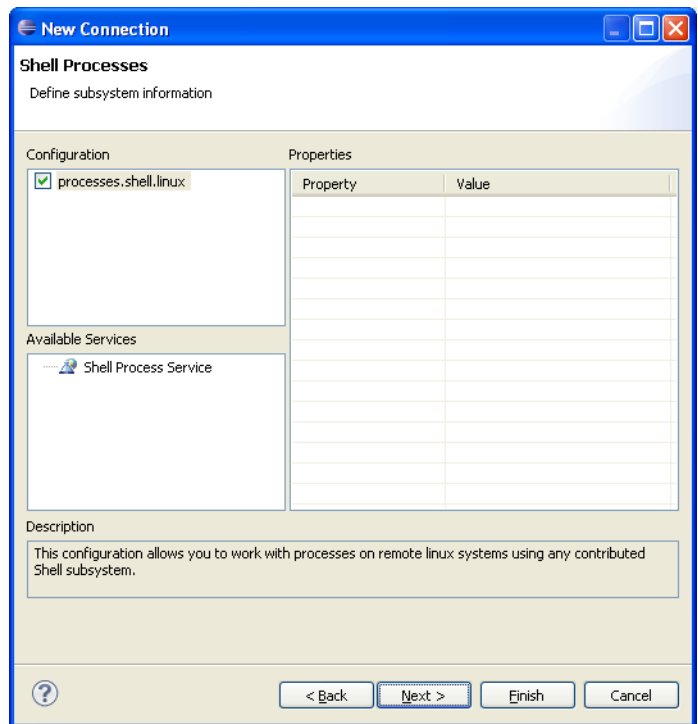 New Connection
Shell Processes
Define subsystem information
Configuration
Properties
processes.shell.linux
Property Value
Available Services
Shell Process Service
Description
This configuration allows you to work with processes on remote linux systems using any contributed
Shell subsystem.
? < Back Next > Finish Cancel